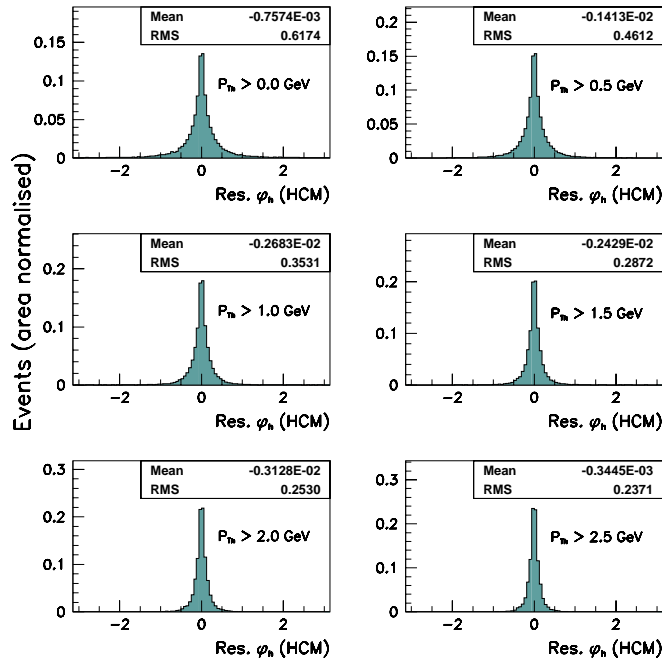 Events (area normalised)
Mean -0.7574E-03
RMS 0.6174
P_Th > 0.0 GeV
0.15
0.1
0.05
0
-2 0 2
Res. φ_h (HCM)
Mean -0.1413E-02
RMS 0.4612
P_Th > 0.5 GeV
0.2
0.15
0.1
0.05
0
-2 0 2
Res. φ_h (HCM)
Mean -0.2683E-02
RMS 0.3531
P_Th > 1.0 GeV
0.2
0.1
0
-2 0 2
Res. φ_h (HCM)
Mean -0.2429E-02
RMS 0.2872
P_Th > 1.5 GeV
0.2
0.1
0
-2 0 2
Res. φ_h (HCM)
Mean -0.3128E-02
RMS 0.2530
P_Th > 2.0 GeV
0.3
0.2
0.1
0
-2 0 2
Res. φ_h (HCM)
Mean -0.3445E-03
RMS 0.2371
P_Th > 2.5 GeV
0.3
0.2
0.1
0
-2 0 2
Res. φ_h (HCM)